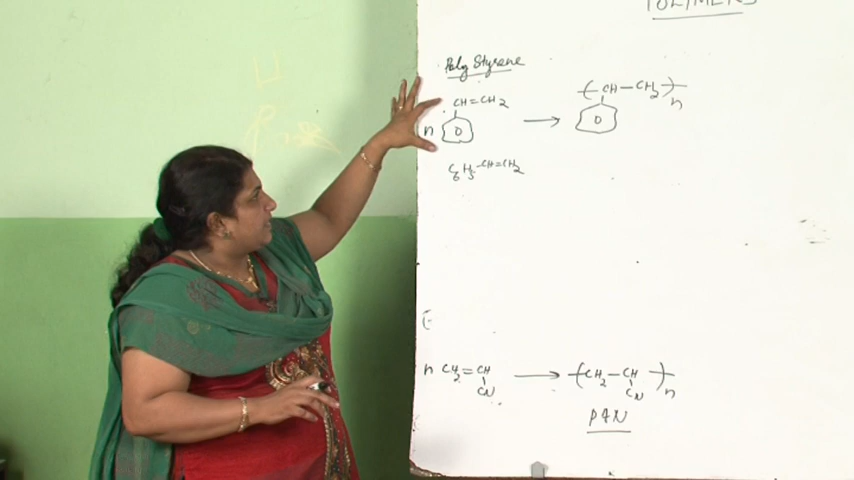 POLYMERS
Poly Styrene
CH=CH2
n
C6H5-CH=CH2
( CH-CH2 )n
n CH2=CH
CN
( CH2-CH )n
CN
PAN